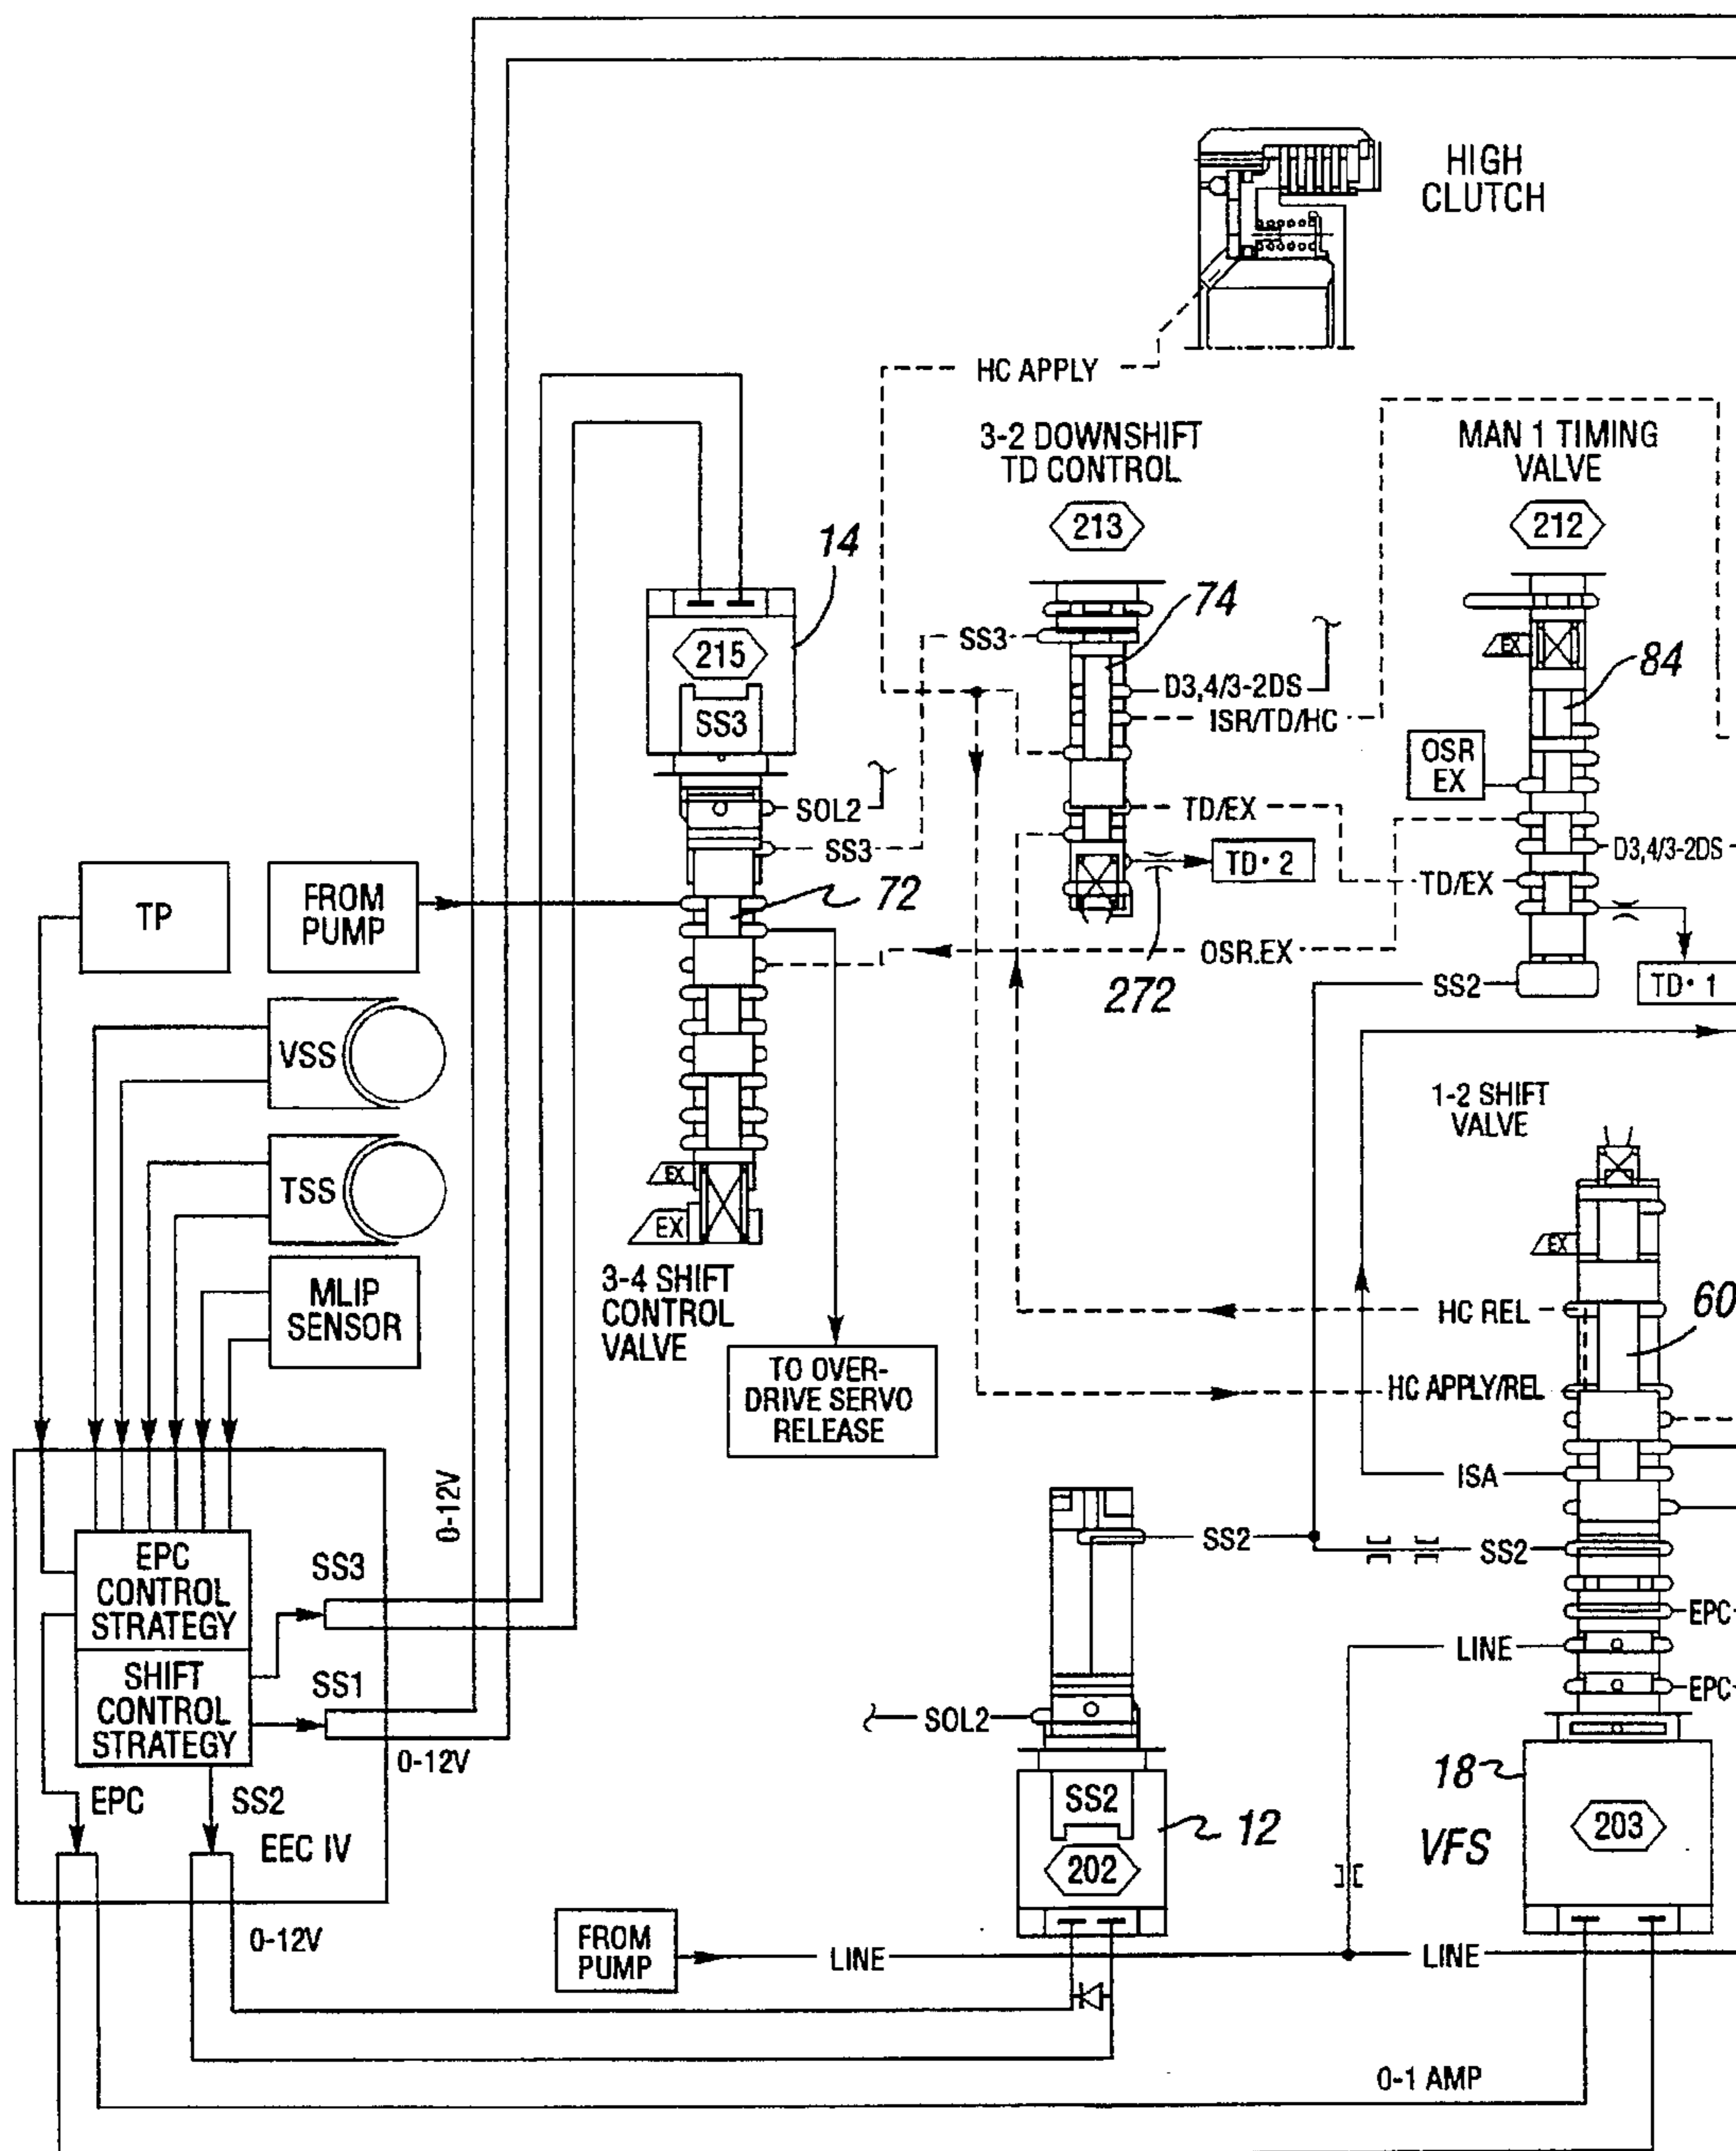 HIGH
CLUTCH
HC APPLY
3-2 DOWNSHIFT
TD CONTROL
213
MAN 1 TIMING
VALVE
212
14
215
SS3
74
SS3
D3,4/3-2DS
ISR/TD/HC
EX
84
OSR
EX
SOL2
SS3
TD/EX
TD·2
D3,4/3-2DS
TD/EX
72
TP
FROM
PUMP
OSR.EX
272
SS2
TD·1
VSS
TSS
MLIP
SENSOR
EX
EX
3-4 SHIFT
CONTROL
VALVE
TO OVER-
DRIVE SERVO
RELEASE
1-2 SHIFT
VALVE
EX
HC REL
60
HC APPLY/REL
ISA
0-12V
SS2
SS2
EPC
LINE
EPC
EPC
CONTROL
STRATEGY
SHIFT
CONTROL
STRATEGY
SS3
SS1
0-12V
EPC
SS2
EEC IV
0-12V
SOL2
SS2
12
202
18
VFS
203
FROM
PUMP
LINE
LINE
0-1 AMP